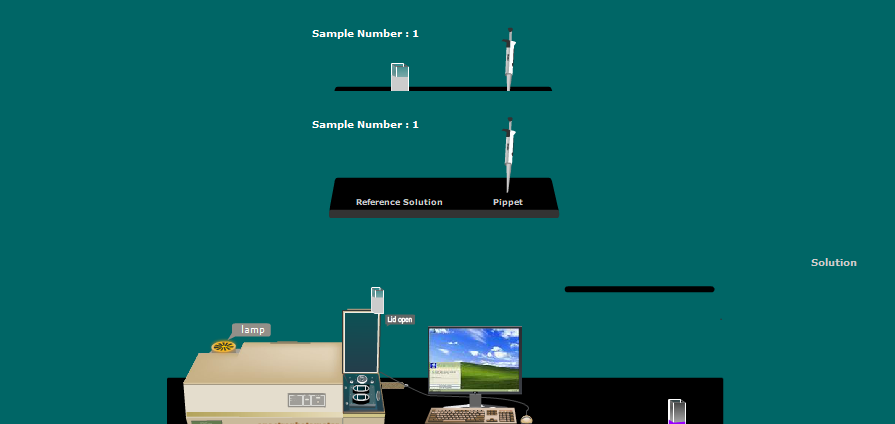 Sample Number : 1
Sample Number : 1
Reference Solution
Pippet
Solution
Lid open
lamp